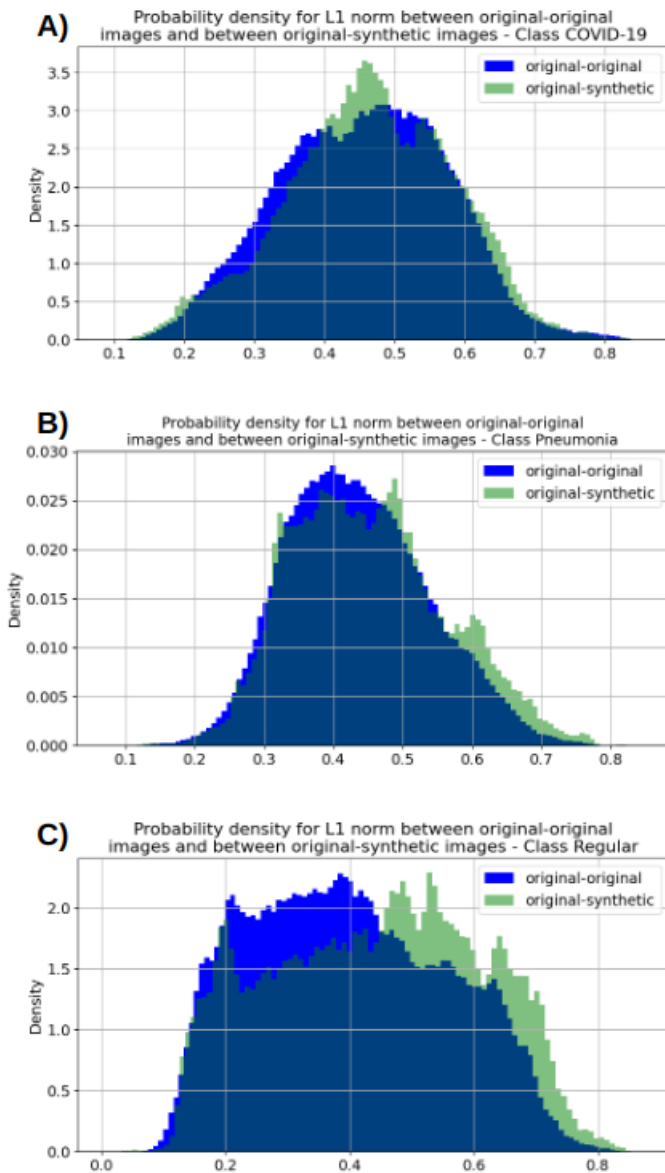 A)
Probability density for L1 norm between original-original
images and between original-synthetic images - Class COVID-19
original-original
original-synthetic
3.5
3.0
2.5
2.0
1.5
1.0
0.5
0.0
Density
0.1 0.2 0.3 0.4 0.5 0.6 0.7 0.8
B)
Probability density for L1 norm between original-original
images and between original-synthetic images - Class Pneumonia
original-original
original-synthetic
0.030
0.025
0.020
0.015
0.010
0.005
0.000
Density
0.1 0.2 0.3 0.4 0.5 0.6 0.7 0.8
C)
Probability density for L1 norm between original-original
images and between original-synthetic images - Class Regular
original-original
original-synthetic
2.0
1.5
1.0
0.5
0.0
Density
0.0 0.2 0.4 0.6 0.8